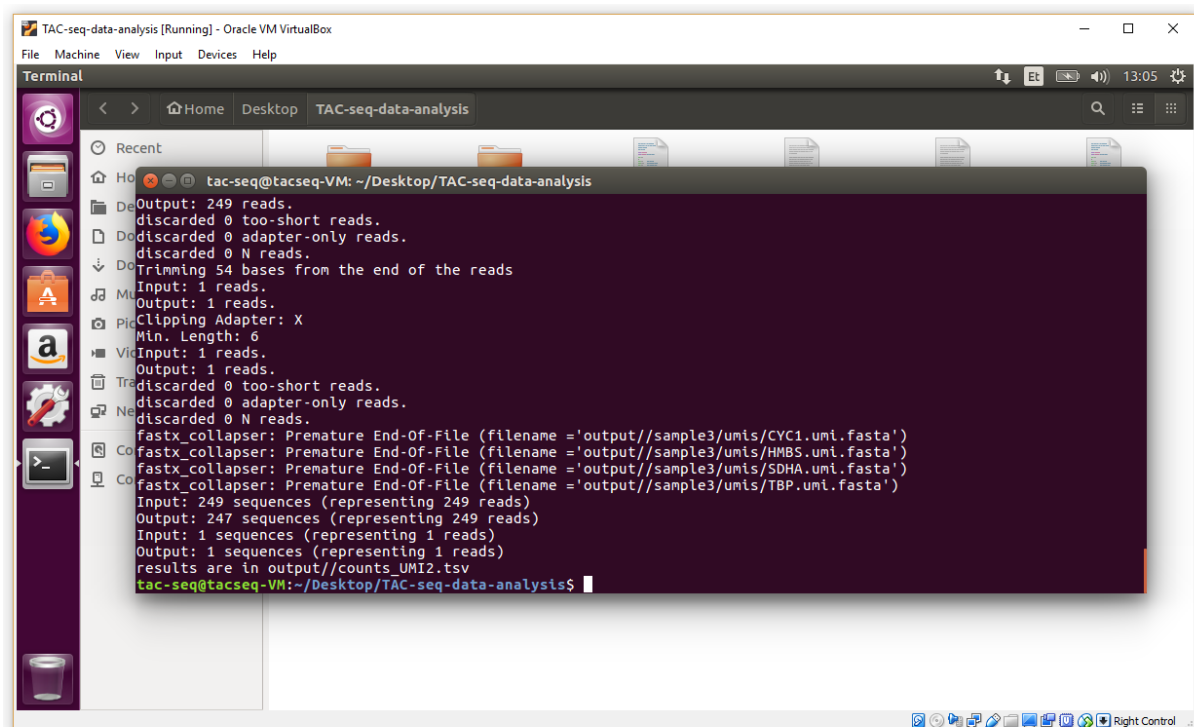 TAC-seq-data-analysis [Running] - Oracle VM VirtualBox
File Machine View Input Devices Help
Terminal
Et
13:05
Home Desktop TAC-seq-data-analysis
Recent
tac-seq@tacseq-VM: ~/Desktop/TAC-seq-data-analysis
Output: 249 reads.
discarded 0 too-short reads.
discarded 0 adapter-only reads.
discarded 0 N reads.
Trimming 54 bases from the end of the reads
Input: 1 reads.
Output: 1 reads.
Clipping Adapter: X
Min. Length: 6
Input: 1 reads.
Output: 1 reads.
discarded 0 too-short reads.
discarded 0 adapter-only reads.
discarded 0 N reads.
fastx_collapser: Premature End-Of-File (filename ='output//sample3/umis/CYC1.umi.fasta')
fastx_collapser: Premature End-Of-File (filename ='output//sample3/umis/HMBS.umi.fasta')
fastx_collapser: Premature End-Of-File (filename ='output//sample3/umis/SDHA.umi.fasta')
fastx_collapser: Premature End-Of-File (filename ='output//sample3/umis/TBP.umi.fasta')
Input: 249 sequences (representing 249 reads)
Output: 247 sequences (representing 249 reads)
Input: 1 sequences (representing 1 reads)
Output: 1 sequences (representing 1 reads)
results are in output//counts_UMI2.tsv
tac-seq@tacseq-VM:~/Desktop/TAC-seq-data-analysis$
Right Control